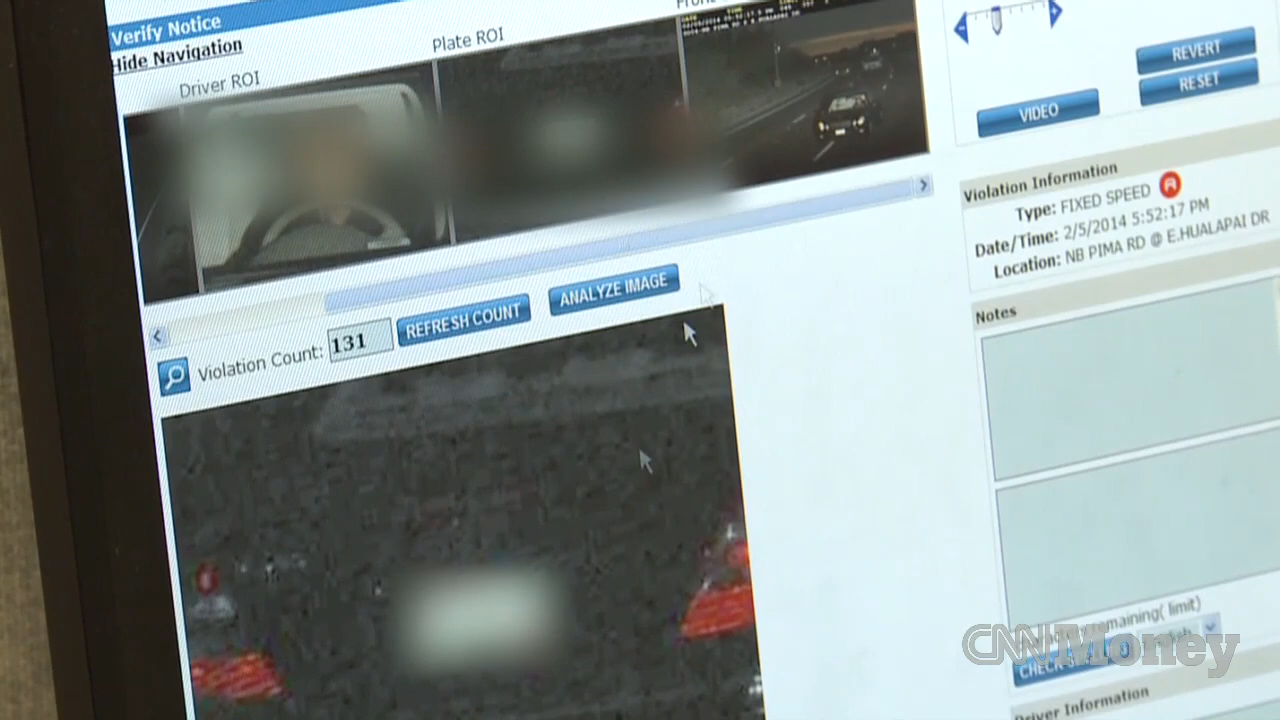 Verify Notice
Hide Navigation
Driver ROI
Plate ROI
REVERT
RESET
VIDEO
Violation Information
Type: FIXED SPEED
Date/Time: 2/5/2014 5:52:17 PM
Location: NB PIMA RD @ E.HUALAPAI DR
Violation Count: 131
REFRESH COUNT
ANALYZE IMAGE
Notes
remaining( limit)
CNNMoney
Driver Information